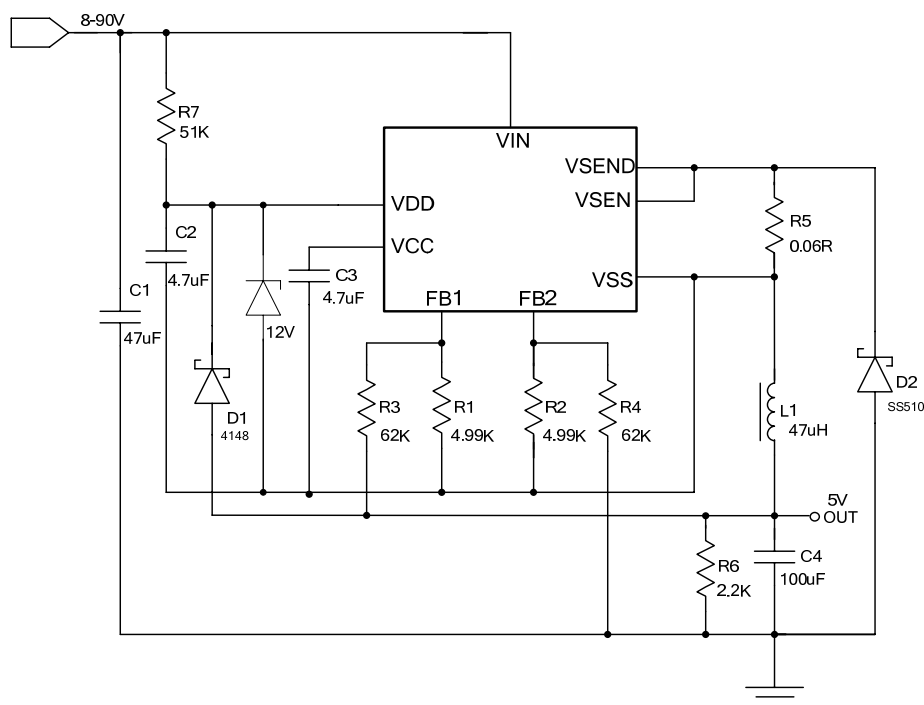 8-90V
R7
51K
VIN
VSEND
VSEN
R5
0.06R
VDD
VCC
C2
4.7uF
C3
4.7uF
VSS
C1
47uF
12V
FB1
FB2
D1
4148
R3
62K
R1
4.99K
R2
4.99K
R4
62K
L1
47uH
D2
SS510
5V
OUT
R6
2.2K
C4
100uF